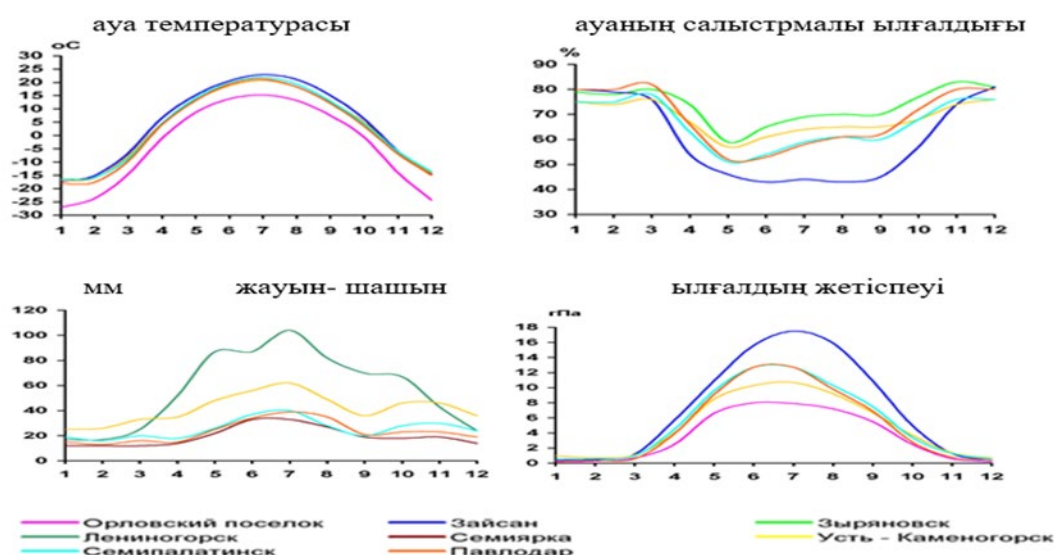 ауа температурасы
оС
30
25
20
15
10
5
0
-5
-10
-15
-20
-25
-30
1 2 3 4 5 6 7 8 9 10 11 12
ауаның салыстрмалы ылғалдығы
%
90
80
70
60
50
40
30
1 2 3 4 5 6 7 8 9 10 11 12
мм жауын- шашын
120
100
80
60
40
20
0
1 2 3 4 5 6 7 8 9 10 11 12
ылғалдың жетіспеуі
гПа
18
16
14
12
10
8
6
4
2
0
1 2 3 4 5 6 7 8 9 10 11 12
Орловский поселок Зайсан Зыряновск
Лениногорск Семиярка Усть - Каменогорск
Семипалатинск Павлодар